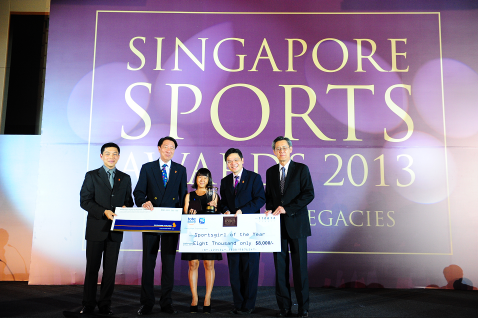 SINGAPORE
SPORTS
AWARDS 2013
LEGACIES
Sportsgirl of the Year
Eight Thousand only $8,000/-